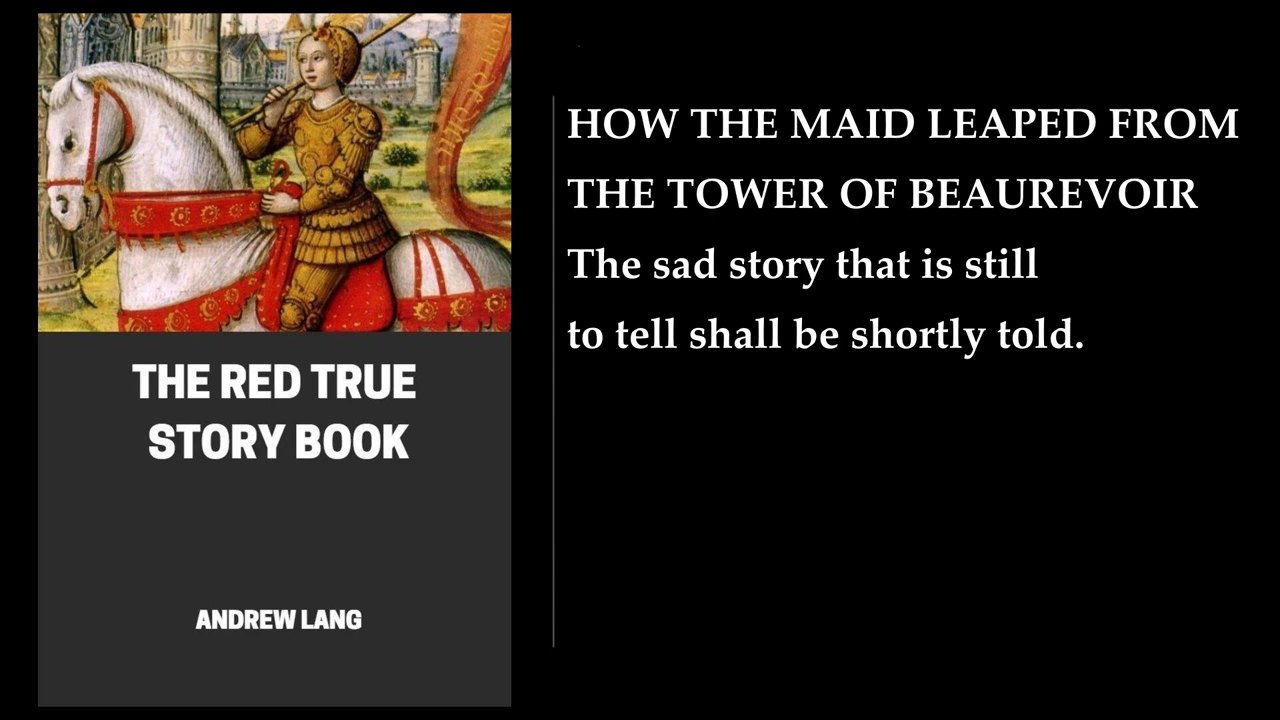 THE RED TRUE
STORY BOOK
ANDREW LANG
HOW THE MAID LEAPED FROM
THE TOWER OF BEAUREVOIR
The sad story that is still
to tell shall be shortly told.